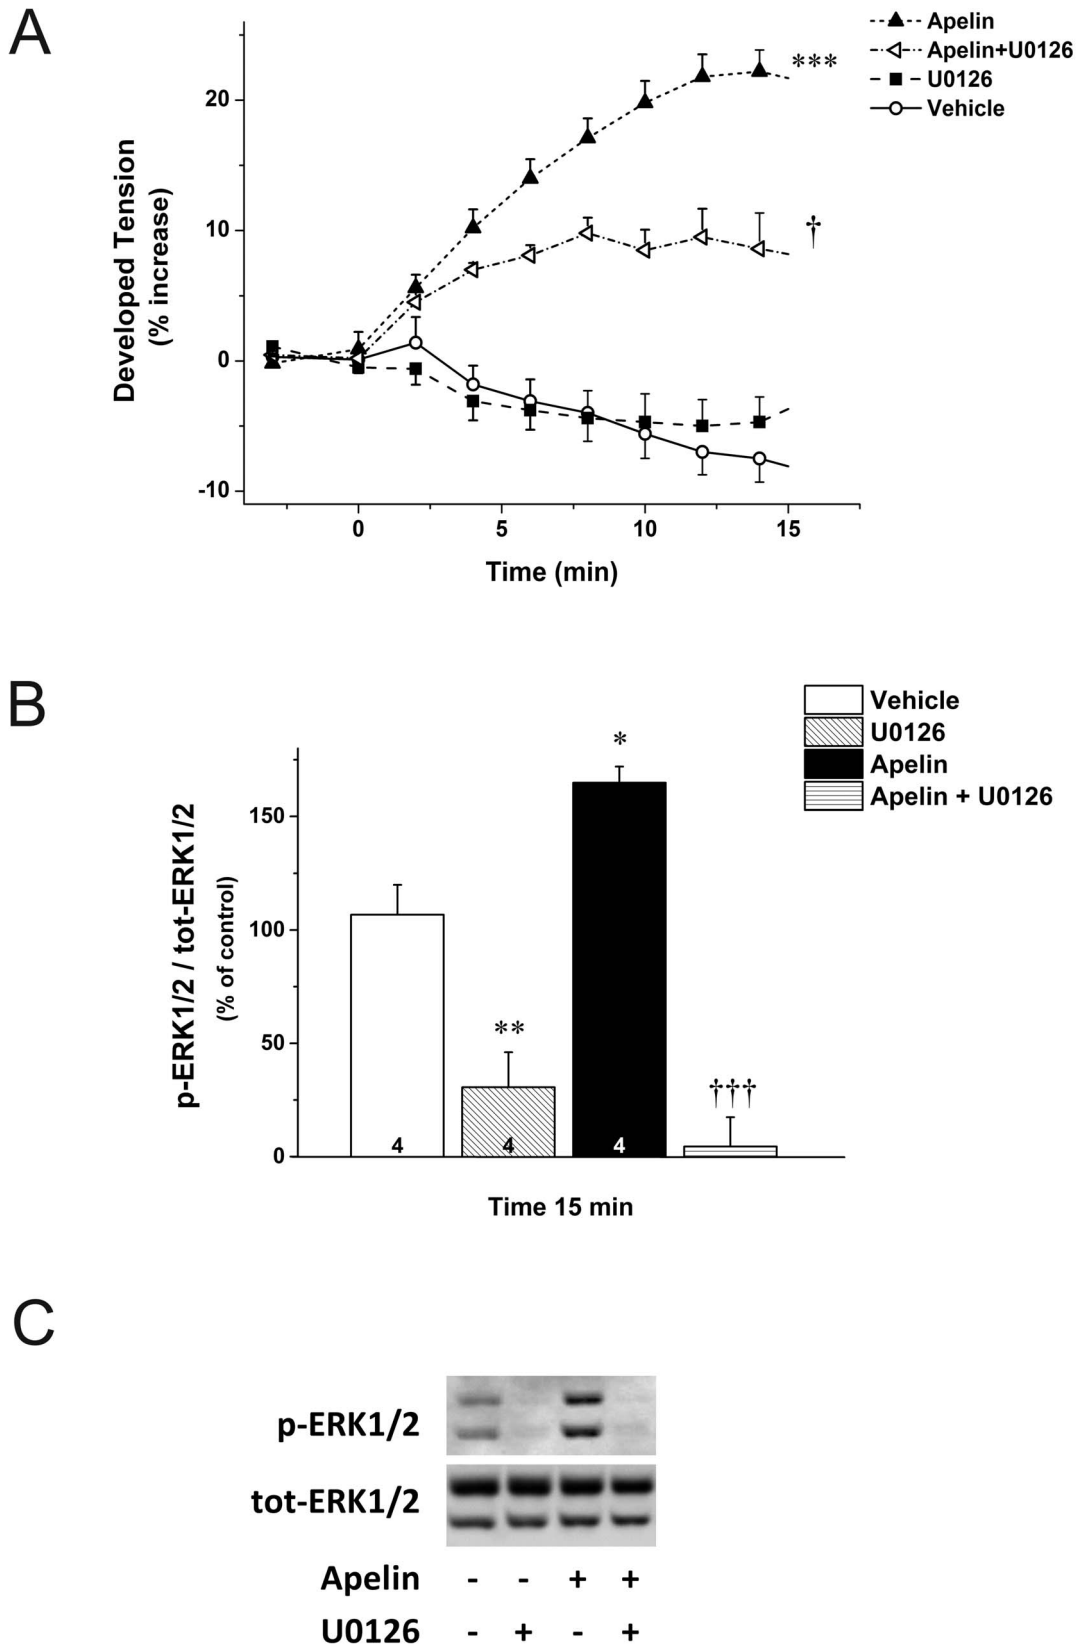 A
Apelin
Apelin+U0126
U0126
Vehicle
***
†
Developed Tension
(% increase)
20
10
0
-10
0 5 10 15
Time (min)
B
Vehicle
U0126
Apelin
Apelin + U0126
p-ERK1/2 / tot-ERK1/2
(% of control)
150
100
50
0
*
**
†††
4 4 4
Time 15 min
C
p-ERK1/2
tot-ERK1/2
Apelin - - + +
U0126 - + - +